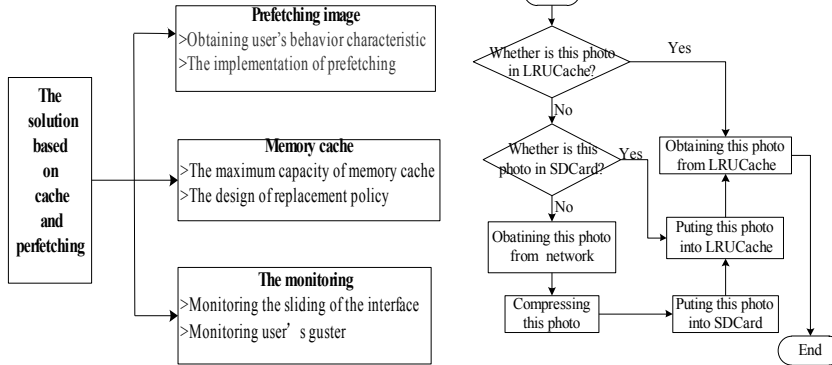 The
solution
based
on
cache
and
perfetching
Prefetching image
>Obtaining user's behavior characteristic
>The implementation of prefetching
Memory cache
>The maximum capacity of memory cache
>The design of replacement policy
The monitoring
>Monitoring the sliding of the interface
>Monitoring user's guster
Whether is this photo
in LRUCache?
Yes
No
Whether is this
photo in SDCard?
Yes
No
Obatining this photo
from network
Compressing
this photo
Puting this photo
into SDCard
Puting this photo
into LRUCache
Obtaining this photo
from LRUCache
End